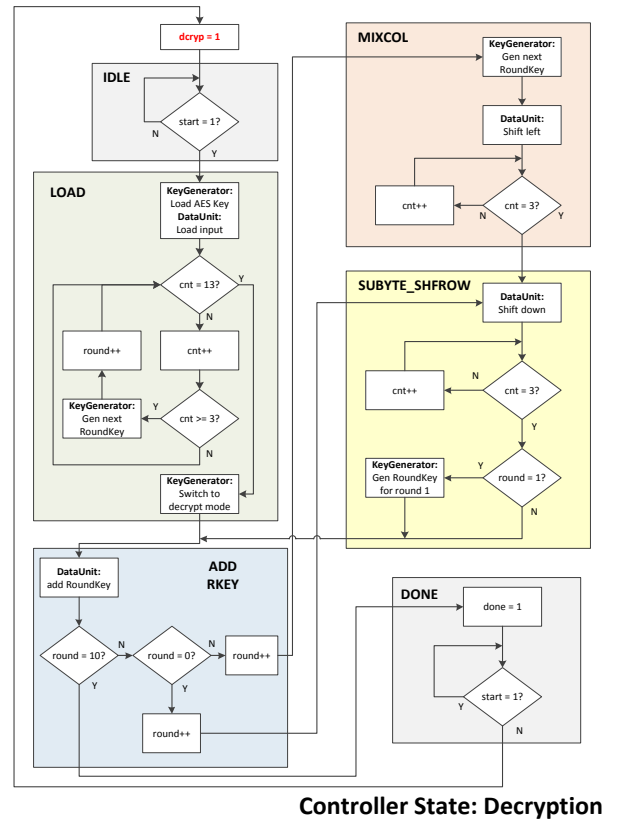 dcryp = 1
IDLE
start = 1?
N
Y
LOAD
KeyGenerator:
Load AES Key
DataUnit:
Load input
cnt = 13?
Y
N
round++
cnt++
KeyGenerator:
Gen next
RoundKey
Y
cnt >= 3?
N
KeyGenerator:
Switch to
decrypt mode
ADD
RKEY
DataUnit:
add RoundKey
round = 10?
N
round = 0?
N
round++
Y
Y
round++
MIXCOL
KeyGenerator:
Gen next
RoundKey
DataUnit:
Shift left
cnt++
N
cnt = 3?
Y
SUBYTE_SHFROW
DataUnit:
Shift down
N
cnt++
cnt = 3?
Y
KeyGenerator:
Gen RoundKey
for round 1
Y
round = 1?
N
DONE
done = 1
start = 1?
Y
N
Controller State: Decryption